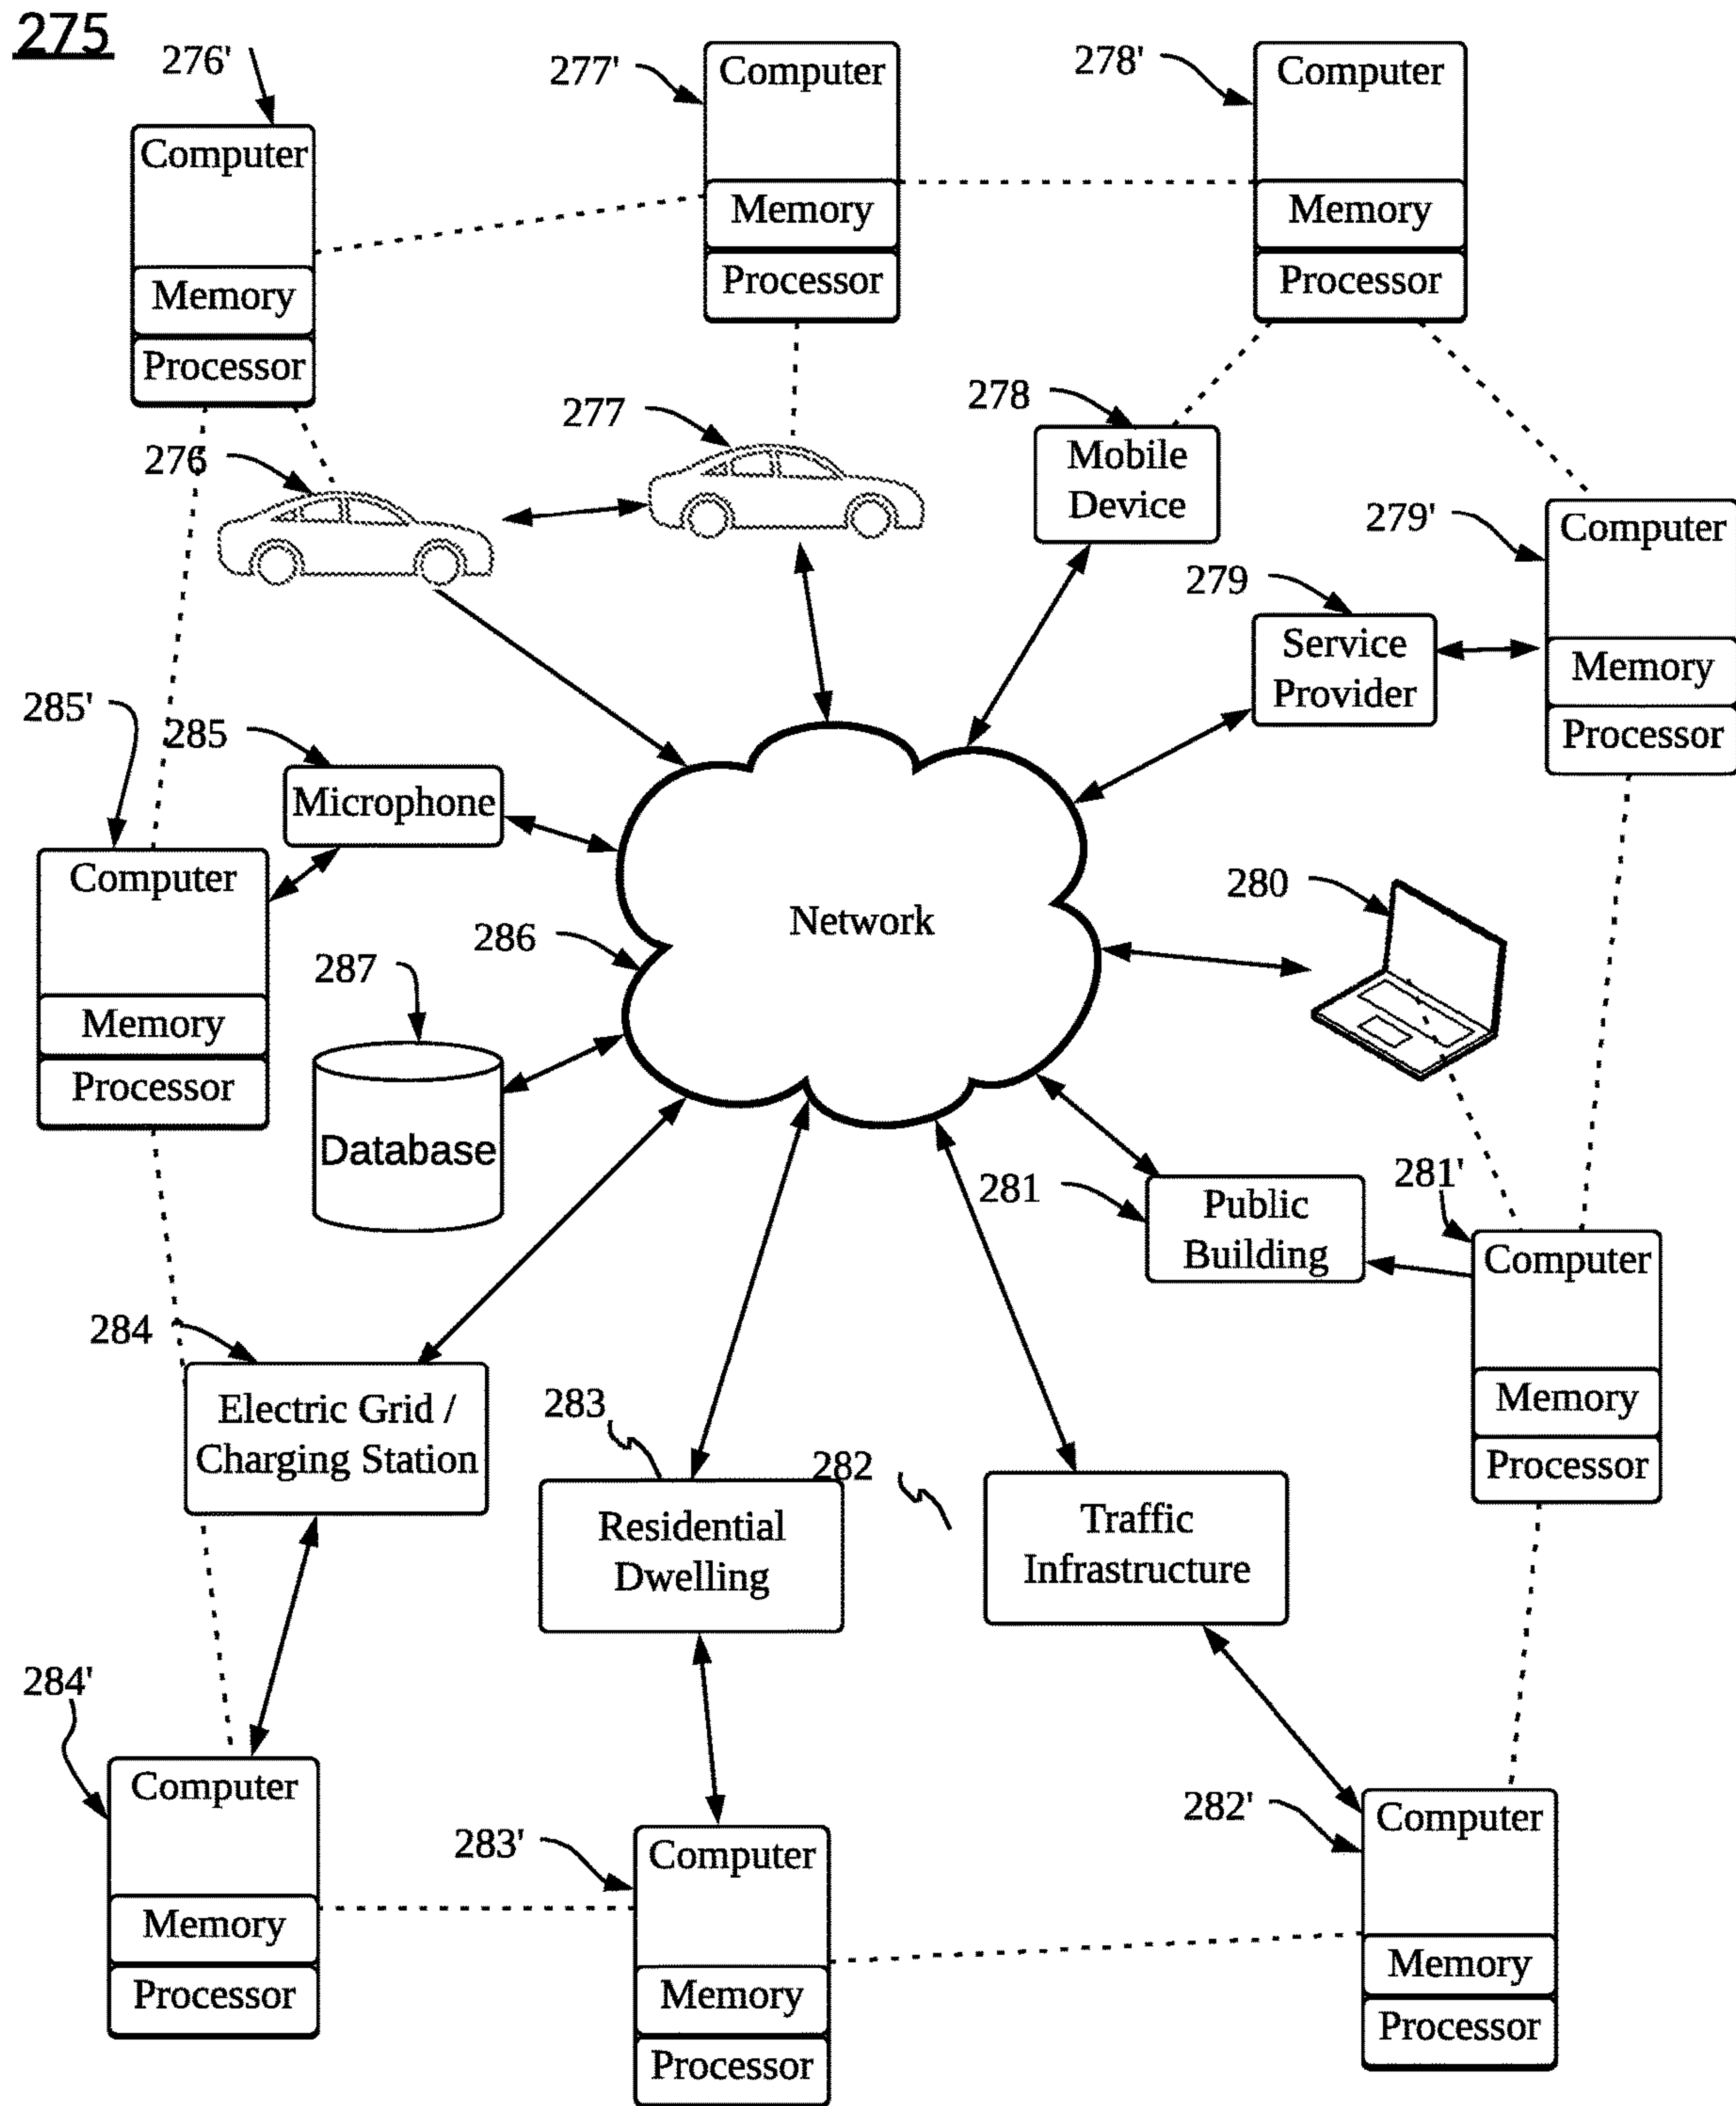 275
276'
277'
278'
Computer
Memory
Processor
Computer
Memory
Processor
Computer
Memory
Processor
276
277
278
Mobile
Device
279'
Computer
Memory
Processor
279
Service
Provider
285'
285
Microphone
Computer
Memory
Processor
286
Network
280
287
Database
281
Public
Building
281'
Computer
Memory
Processor
284
Electric Grid /
Charging Station
283
Residential
Dwelling
282
Traffic
Infrastructure
284'
Computer
Memory
Processor
283'
Computer
Memory
Processor
282'
Computer
Memory
Processor